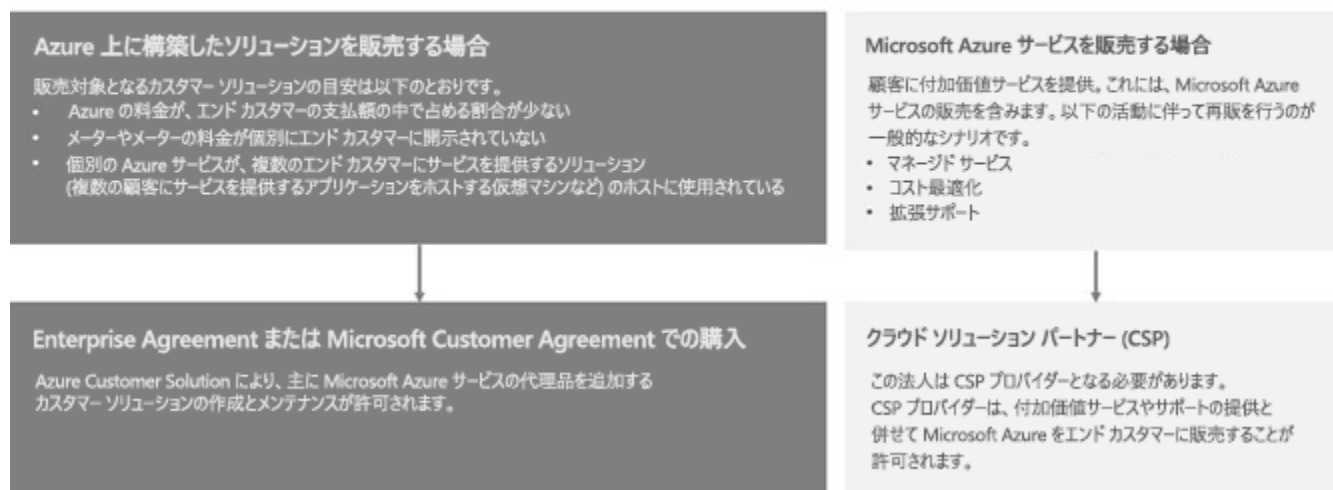 Azure 上に構築したソリューションを販売する場合
販売対象となるカスタマー ソリューションの目安は以下のとおりです。
• Azure の料金が、エンド カスタマーの支払額の中で占める割合が少ない
• メーターやメーターの料金が個別にエンド カスタマーに開示されていない
• 個別の Azure サービスが、複数のエンド カスタマーにサービスを提供するソリューション
(複数の顧客にサービスを提供するアプリケーションをホストする仮想マシンなど) のホストに使用されている
Microsoft Azure サービスを販売する場合
顧客に付加価値サービスを提供。これには、Microsoft Azure
サービスの販売を含みます。以下の活動に伴って再販を行うのが
一般的なシナリオです。
• マネージド サービス
• コスト最適化
• 拡張サポート
Enterprise Agreement または Microsoft Customer Agreement での購入
Azure Customer Solution により、主に Microsoft Azure サービスの代理品を追加する
カスタマー ソリューションの作成とメンテナンスが許可されます。
クラウド ソリューション パートナー (CSP)
この法人は CSP プロバイダーとなる必要があります。
CSP プロバイダーは、付加価値サービスやサポートの提供と
併せて Microsoft Azure をエンド カスタマーに販売することが
許可されます。